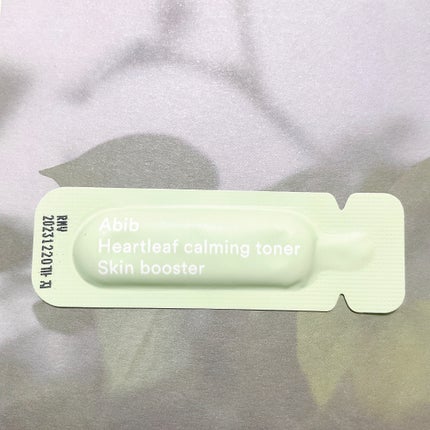 Abib
Heartleaf calming toner
Skin booster
RNV
20231220까지